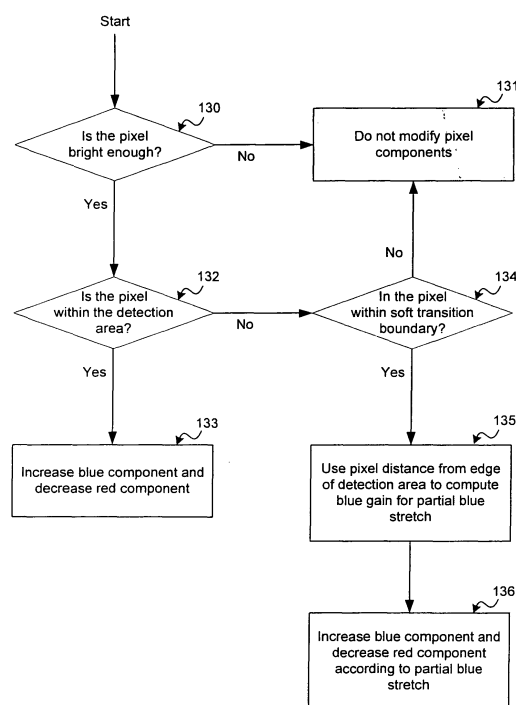 Start
130
Is the pixel
bright enough?
No
131
Do not modify pixel
components
Yes
No
132
Is the pixel
within the detection
area?
No
134
In the pixel
within soft transition
boundary?
Yes
Yes
133
Increase blue component and
decrease red component
135
Use pixel distance from edge
of detection area to compute
blue gain for partial blue
stretch
136
Increase blue component and
decrease red component
according to partial blue
stretch